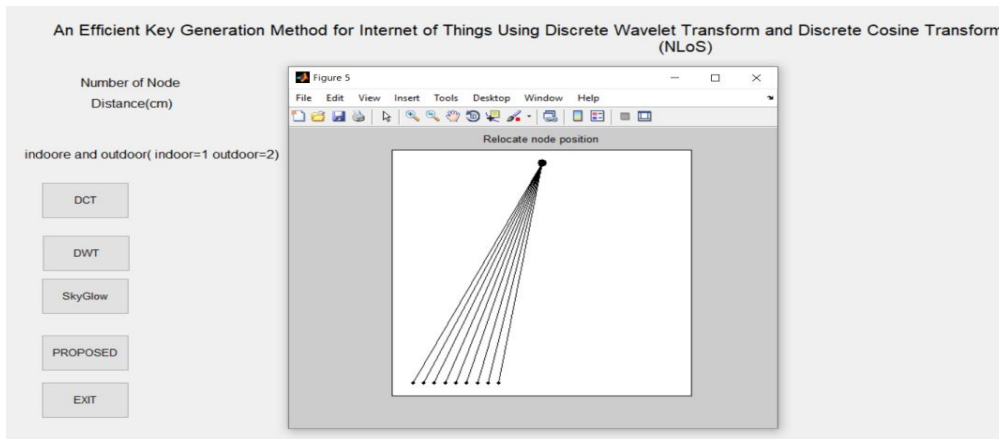 An Efficient Key Generation Method for Internet of Things Using Discrete Wavelet Transform and Discrete Cosine Transform
(NLoS)
Number of Node
Distance(cm)
indoore and outdoor( indoor=1 outdoor=2)
DCT
DWT
SkyGlow
PROPOSED
EXIT
Figure 5
File Edit View Insert Tools Desktop Window Help
Relocate node position